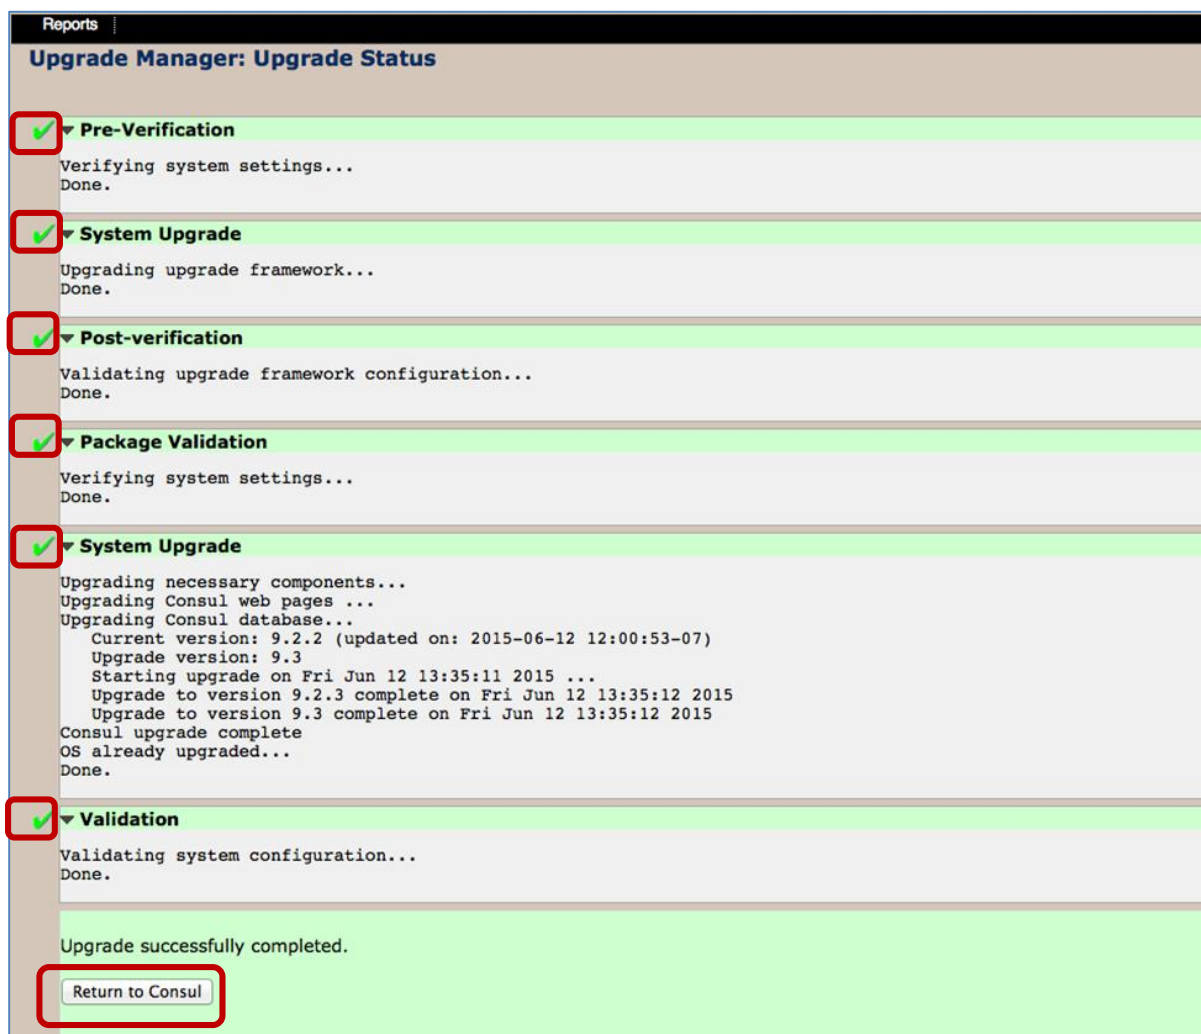 Reports
Upgrade Manager: Upgrade Status
Pre-Verification
Verifying system settings...
Done.
System Upgrade
Upgrading upgrade framework...
Done.
Post-verification
Validating upgrade framework configuration...
Done.
Package Validation
Verifying system settings...
Done.
System Upgrade
Upgrading necessary components...
Upgrading Consul web pages ...
Upgrading Consul database...
Current version: 9.2.2 (updated on: 2015-06-12 12:00:53-07)
Upgrade version: 9.3
Starting upgrade on Fri Jun 12 13:35:11 2015 ...
Upgrade to version 9.2.3 complete on Fri Jun 12 13:35:12 2015
Upgrade to version 9.3 complete on Fri Jun 12 13:35:12 2015
Consul upgrade complete
OS already upgraded...
Done.
Validation
Validating system configuration...
Done.
Upgrade successfully completed.
Return to Consul